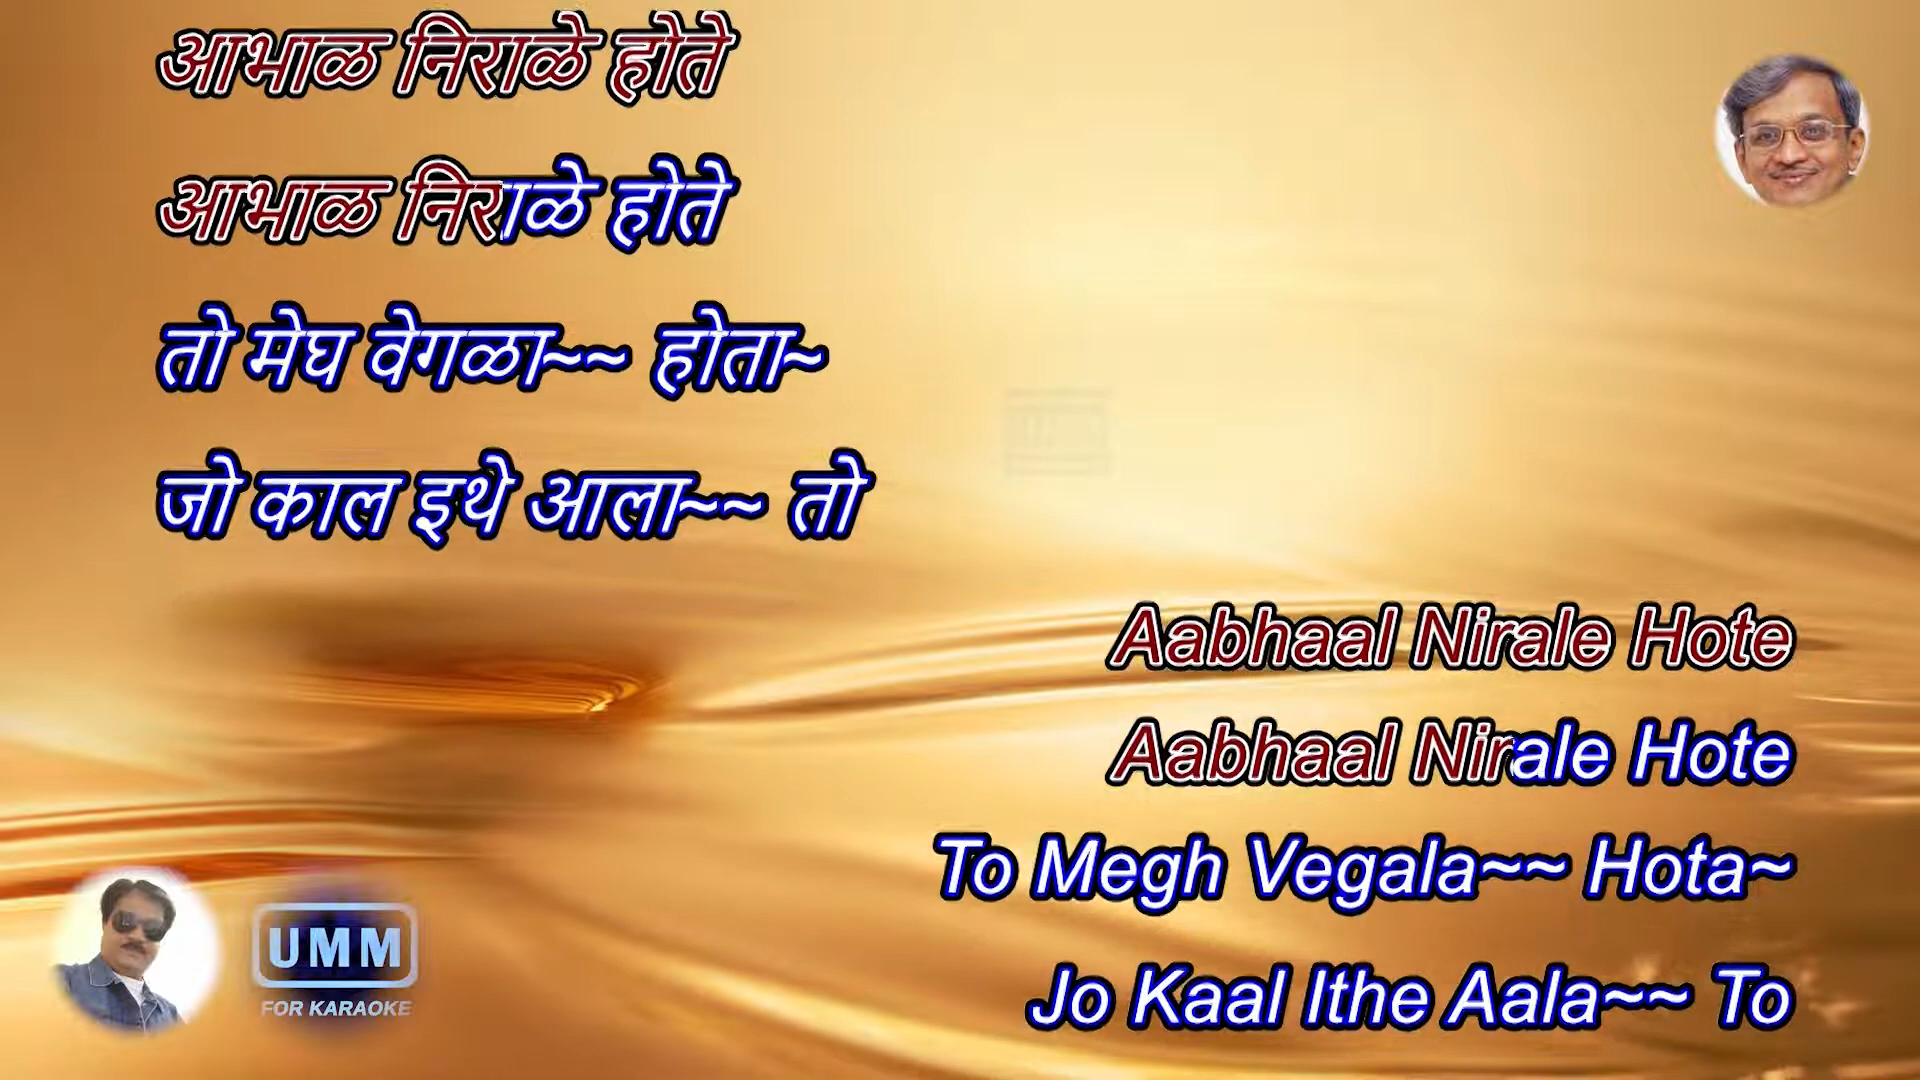 आभाळ निराळे होते
आभाळ निराळे होते
तो मेघ वेगळा~~ होता~
जो काल इथे आला~~ तो
Aabhaal Nirale Hote
Aabhaal Nirale Hote
To Megh Vegala~~ Hota~
Jo Kaal Ithe Aala~~ To
UMM
FOR KARAOKE